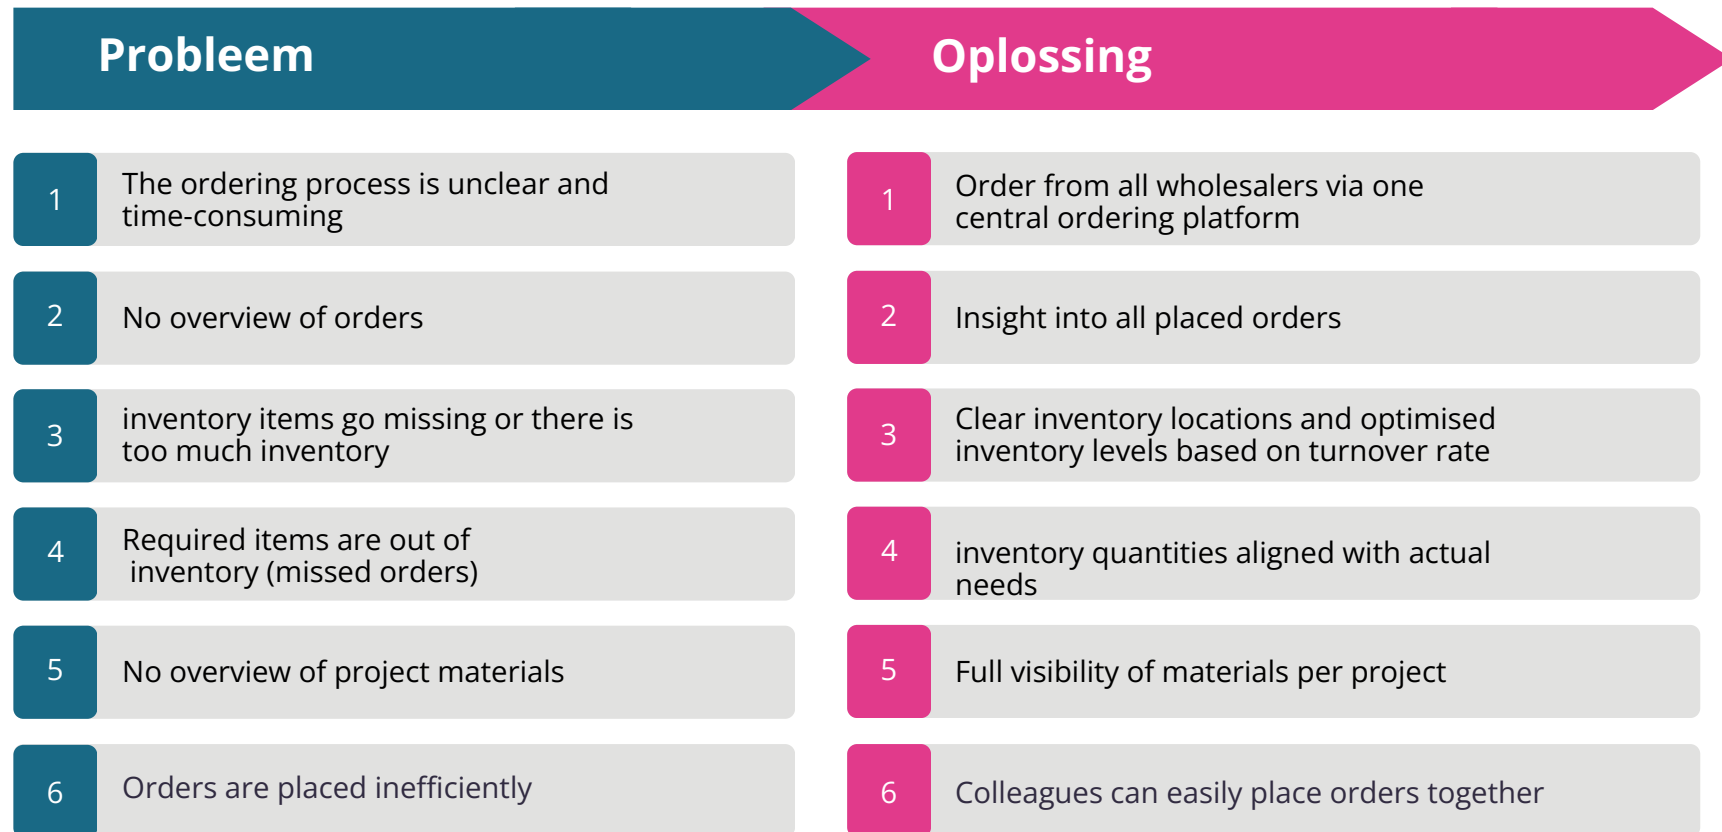 Probleem
Oplossing
1
The ordering process is unclear and
time-consuming
1
Order from all wholesalers via one
central ordering platform
2
No overview of orders
2
Insight into all placed orders
3
inventory items go missing or there is
too much inventory
3
Clear inventory locations and optimised
inventory levels based on turnover rate
4
Required items are out of
inventory (missed orders)
4
inventory quantities aligned with actual
needs
5
No overview of project materials
5
Full visibility of materials per project
6
Orders are placed inefficiently
6
Colleagues can easily place orders together